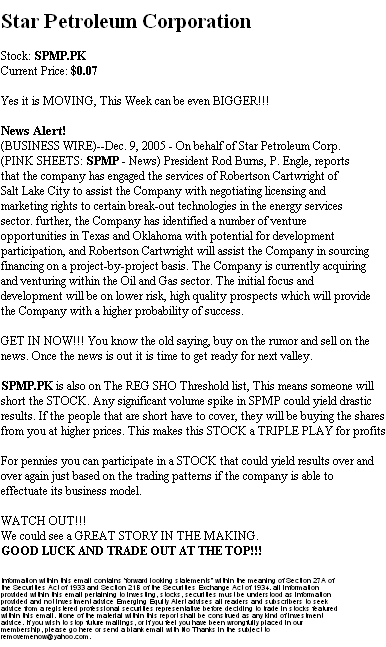 Star Petroleum Corporation
Stock: SPMP.PK
Current Price: $0.07
Yes it is MOVING, This Week can be even BIGGER!!!
News Alert!
(BUSINESS WIRE)--Dec. 9, 2005 - On behalf of Star Petroleum Corp.
(PINK SHEETS: SPMP - News) President Rod Burns, P. Engle, reports
that the company has engaged the services of Robertson Cartwright of
Salt Lake City to assist the Company with negotiating licensing and
marketing rights to certain break-out technologies in the energy services
sector. further, the Company has identified a number of venture
opportunities in Texas and Oklahoma with potential for development
participation, and Robertson Cartwright will assist the Company in sourcing
financing on a project-by-project basis. The Company is currently acquiring
and venturing within the Oil and Gas sector. The initial focus and
development will be on lower risk, high quality prospects which will provide
the Company with a higher probability of success.
GET IN NOW!!! You know the old saying, buy on the rumor and sell on the
news. Once the news is out it is time to get ready for next valley.
SPMP.PK is also on The REG SHO Threshold list, This means someone will
short the STOCK. Any significant volume spike in SPMP could yield drastic
results. If the people that are short have to cover, they will be buying the shares
from you at higher prices. This makes this STOCK a TRIPLE PLAY for profits
For pennies you can participate in a STOCK that could yield results over and
over again just based on the trading patterns if the company is able to
effectuate its business model.
WATCH OUT!!!
We could see a GREAT STORY IN THE MAKING.
GOOD LUCK AND TRADE OUT AT THE TOP!!!
Information within this email contains "forward looking statements" within the meaning of Section 27A of
the Securities Act of 1933 and Section 21B of the Securities Exchange Act of 1934. all Information
provided within this email pertaining to investing, stocks, securities must be understood as information
provided and not investment advice Emerging Equity Alert advises all readers and subscribers to seek
advice from a registered professional securities representative before deciding to trade in stocks featured
within this email. None of the material within this report shall be construed as any kind of investment
advice. If you wish to stop future mailings, or if you feel you have been wrongfully placed in our
membership, please go here or send a blank email with No Thanks in the subject to
removemenow@yahoo.com.